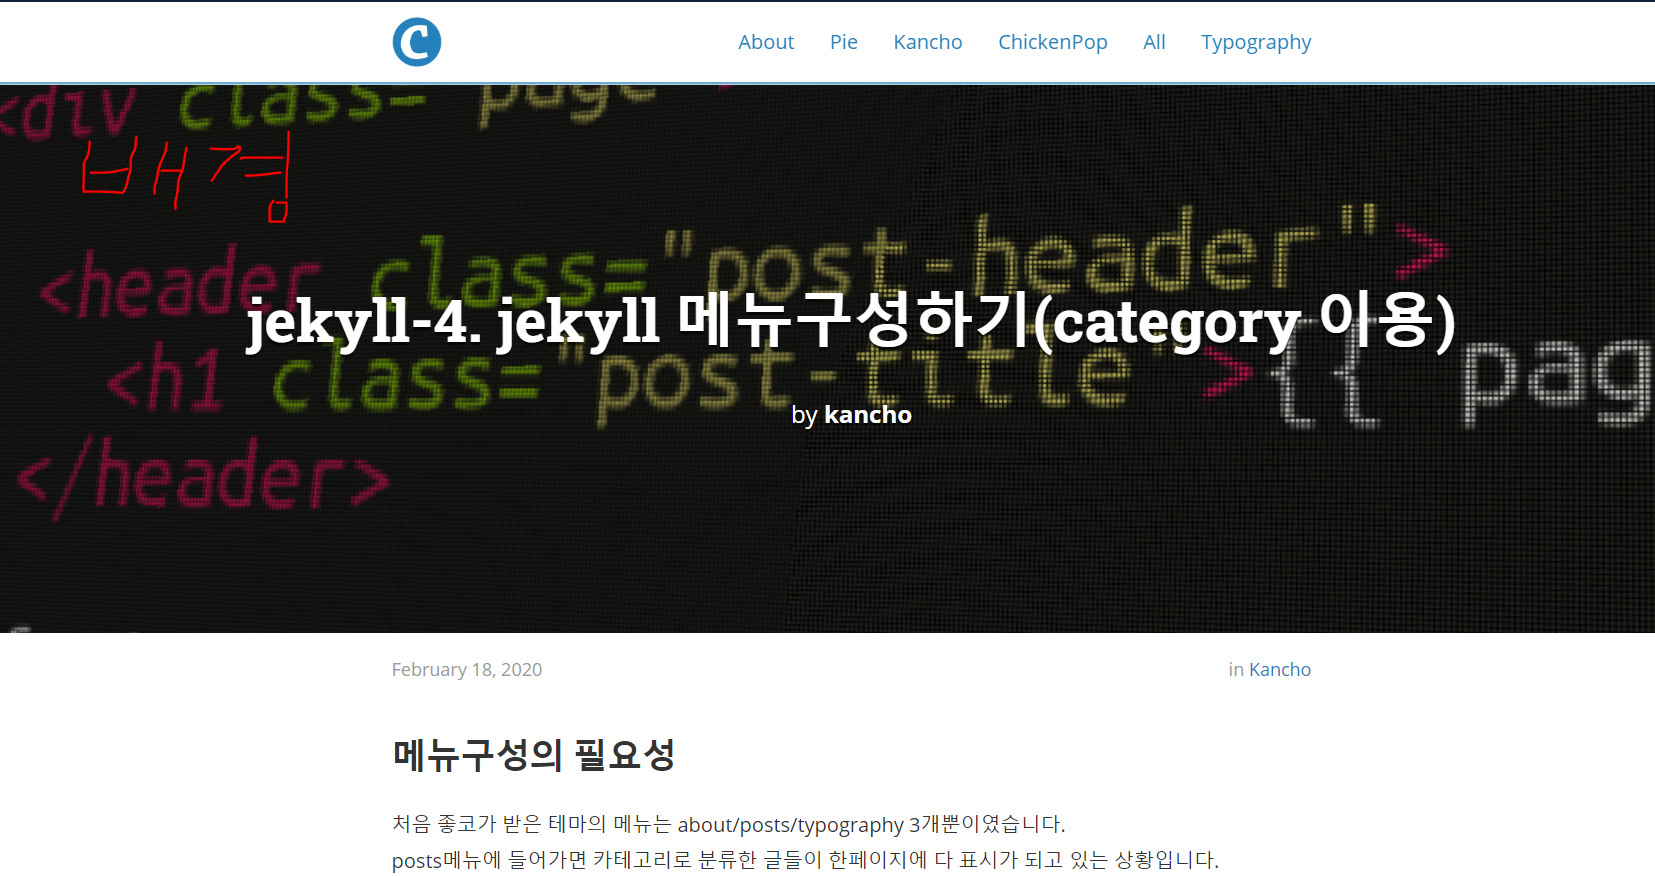 C
About Pie Kancho ChickenPop All Typography
<div class="page">
배경
<header class="post-header">
jekyll-4. jekyll 메뉴구성하기(category 이용)
<h1 class="post-title">{{ pag
by kancho
</header>
February 18, 2020 in Kancho
메뉴구성의 필요성
처음 좋코가 받은 테마의 메뉴는 about/posts/typography 3개뿐이였습니다.
posts메뉴에 들어가면 카테고리로 분류한 글들이 한페이지에 다 표시가 되고 있는 상황입니다.